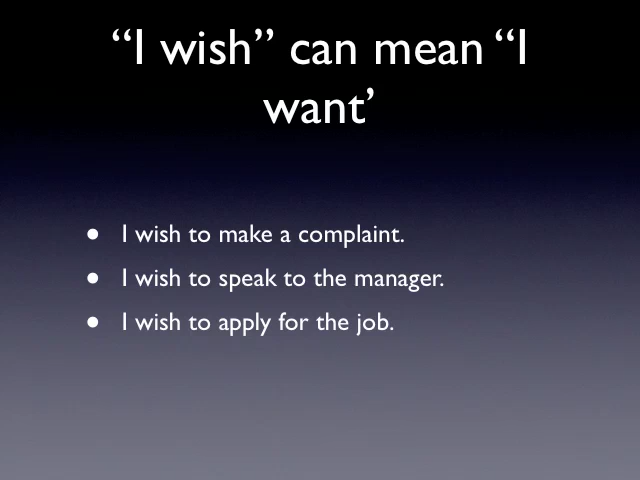 “I wish” can mean “I
want’
• I wish to make a complaint.
• I wish to speak to the manager.
• I wish to apply for the job.